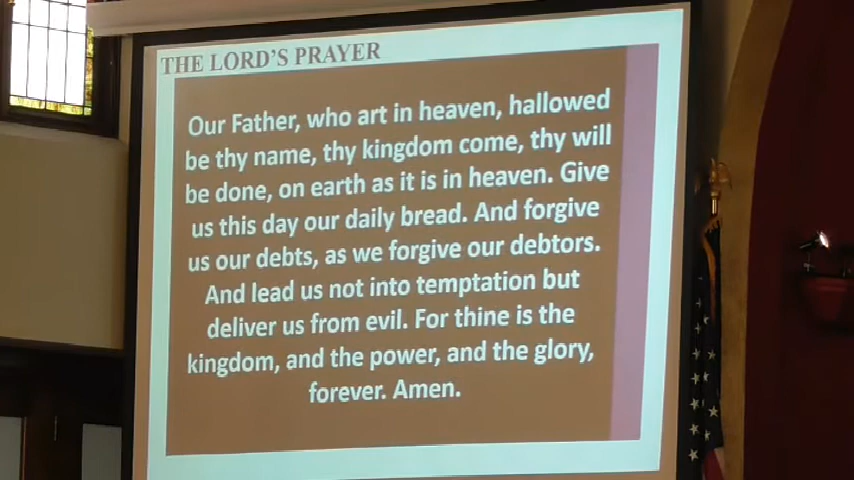 THE LORD'S PRAYER
Our Father, who art in heaven, hallowed
be thy name, thy kingdom come, thy will
be done, on earth as it is in heaven. Give
us this day our daily bread. And forgive
us our debts, as we forgive our debtors.
And lead us not into temptation but
deliver us from evil. For thine is the
kingdom, and the power, and the glory,
forever. Amen.